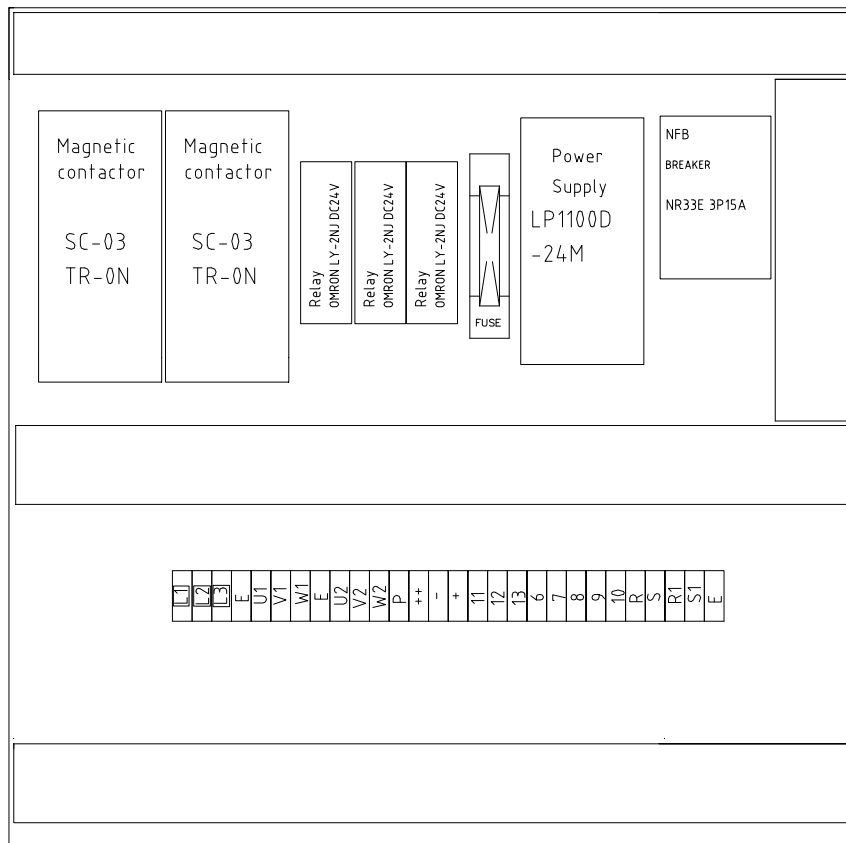 Magnetic
contactor
SC-03
TR-0N
Magnetic
contactor
SC-03
TR-0N
Relay
OMRON LY-2NJ DC24V
Relay
OMRON LY-2NJ DC24V
Relay
OMRON LY-2NJ DC24V
FUSE
Power
Supply
LP1100D
-24M
NFB
BREAKER
NR33E 3P15A
L1 L2 L3 E U1 V1 W1 E U2 V2 W2 P ++ - + 11 12 13 6 7 8 9 10 R S R1 S1 E